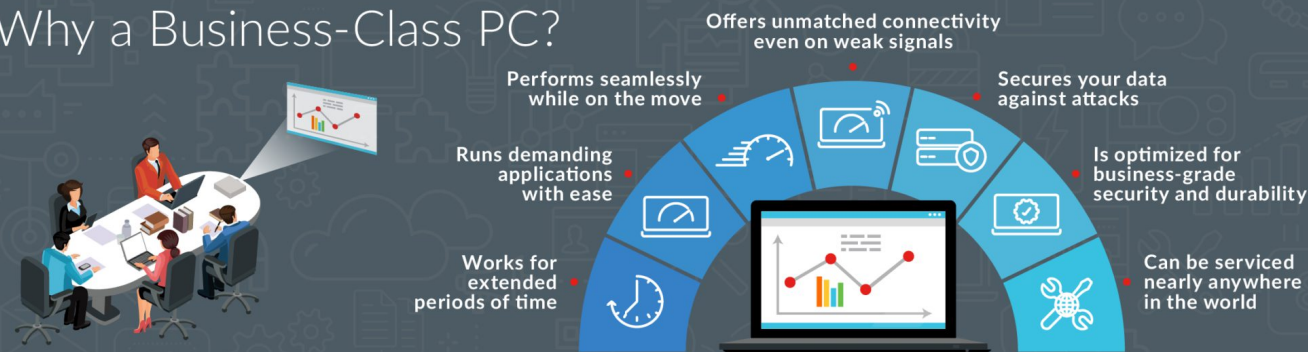 Why a Business-Class PC?
Offers unmatched connectivity
even on weak signals
Performs seamlessly
while on the move
Secures your data
against attacks
Runs demanding
applications
with ease
Is optimized for
business-grade
security and durability
Works for
extended
periods of time
Can be serviced
nearly anywhere
in the world